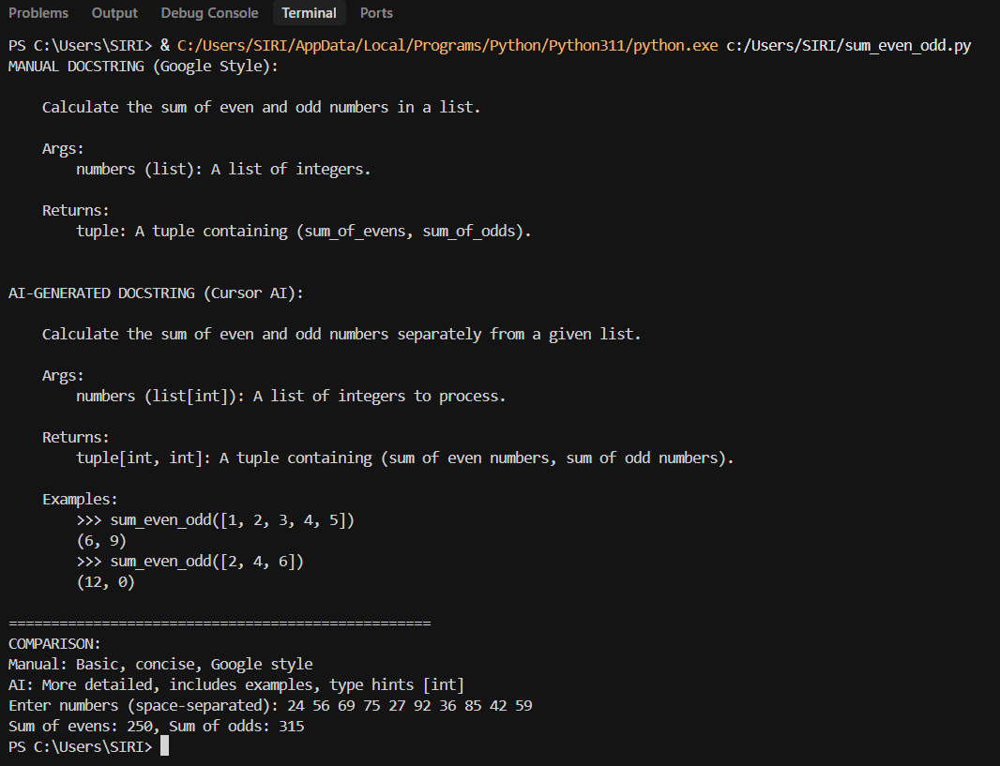 Problems Output Debug Console Terminal Ports
PS C:\Users\SIRI> & C:/Users/SIRI/AppData/Local/Programs/Python/Python311/python.exe c:/Users/SIRI/sum_even_odd.py
MANUAL DOCSTRING (Google Style):
Calculate the sum of even and odd numbers in a list.
Args:
numbers (list): A list of integers.
Returns:
tuple: A tuple containing (sum_of_evens, sum_of_odds).
AI-GENERATED DOCSTRING (Cursor AI):
Calculate the sum of even and odd numbers separately from a given list.
Args:
numbers (list[int]): A list of integers to process.
Returns:
tuple[int, int]: A tuple containing (sum of even numbers, sum of odd numbers).
Examples:
>>> sum_even_odd([1, 2, 3, 4, 5])
(6, 9)
>>> sum_even_odd([2, 4, 6])
(12, 0)
==================================================
COMPARISON:
Manual: Basic, concise, Google style
AI: More detailed, includes examples, type hints [int]
Enter numbers (space-separated): 24 56 69 75 27 92 36 85 42 59
Sum of evens: 250, Sum of odds: 315
PS C:\Users\SIRI>